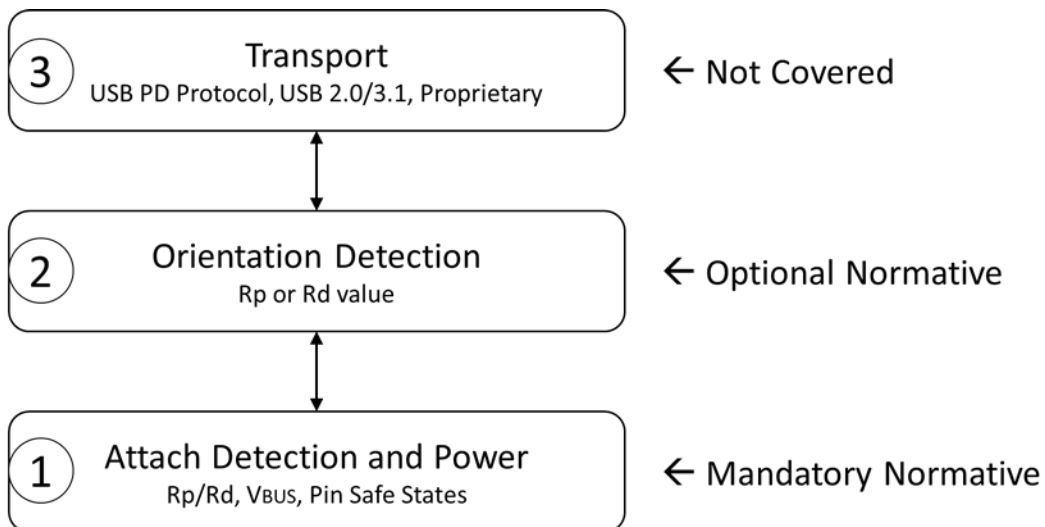 3
Transport
USB PD Protocol, USB 2.0/3.1, Proprietary
← Not Covered
2
Orientation Detection
Rp or Rd value
← Optional Normative
1
Attach Detection and Power
Rp/Rd, VBUS, Pin Safe States
← Mandatory Normative